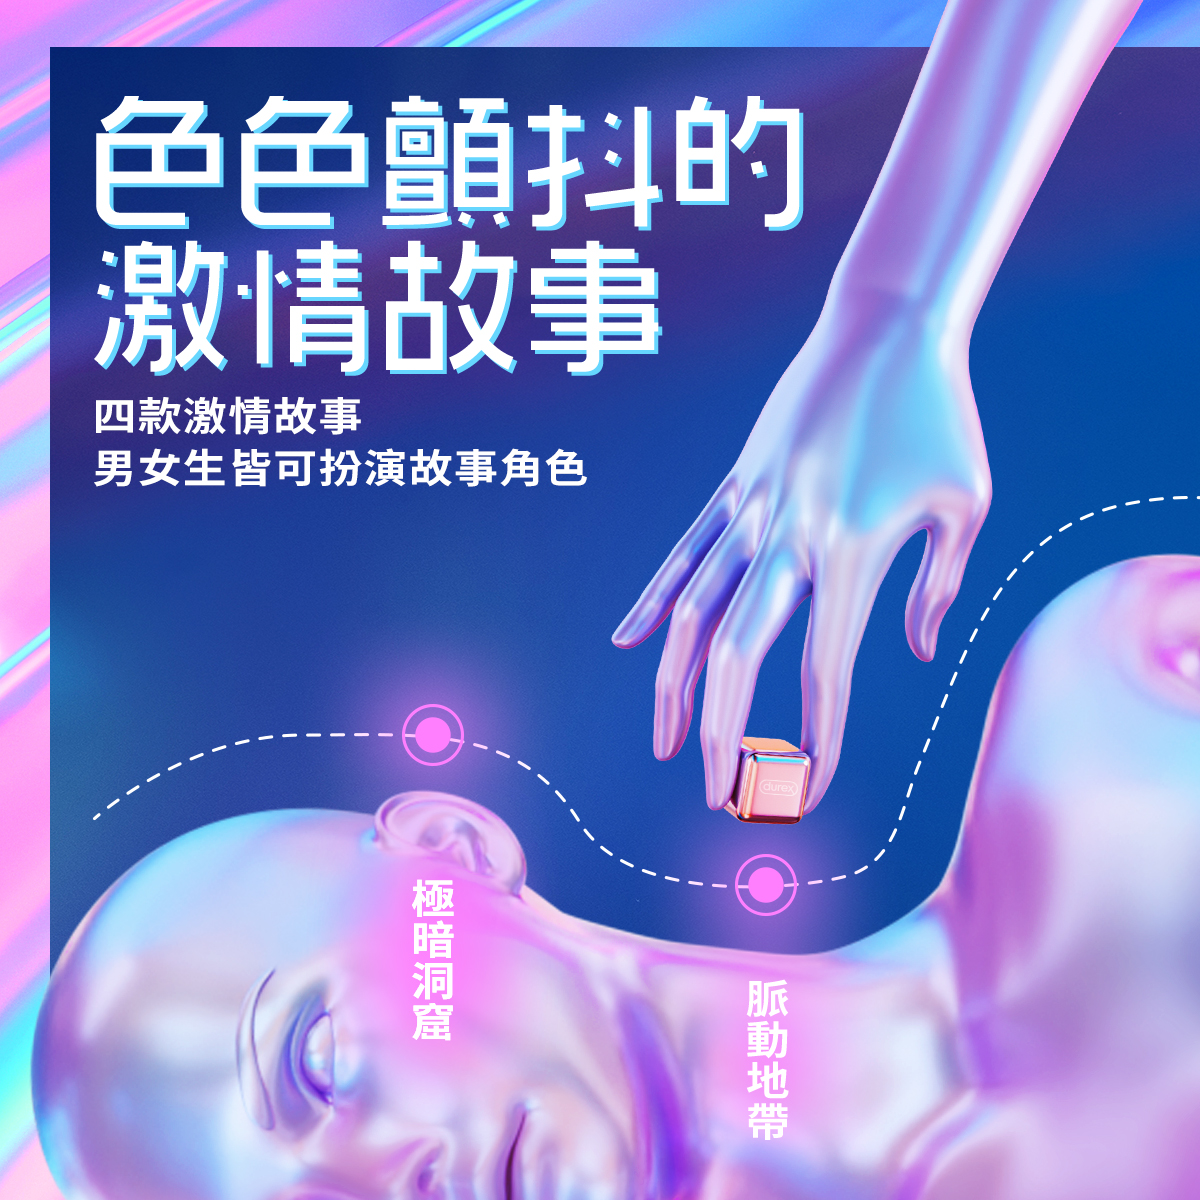 色色顫抖的
激情故事
四款激情故事
男女生皆可扮演故事角色
durex
極暗洞窟
脈動地帶